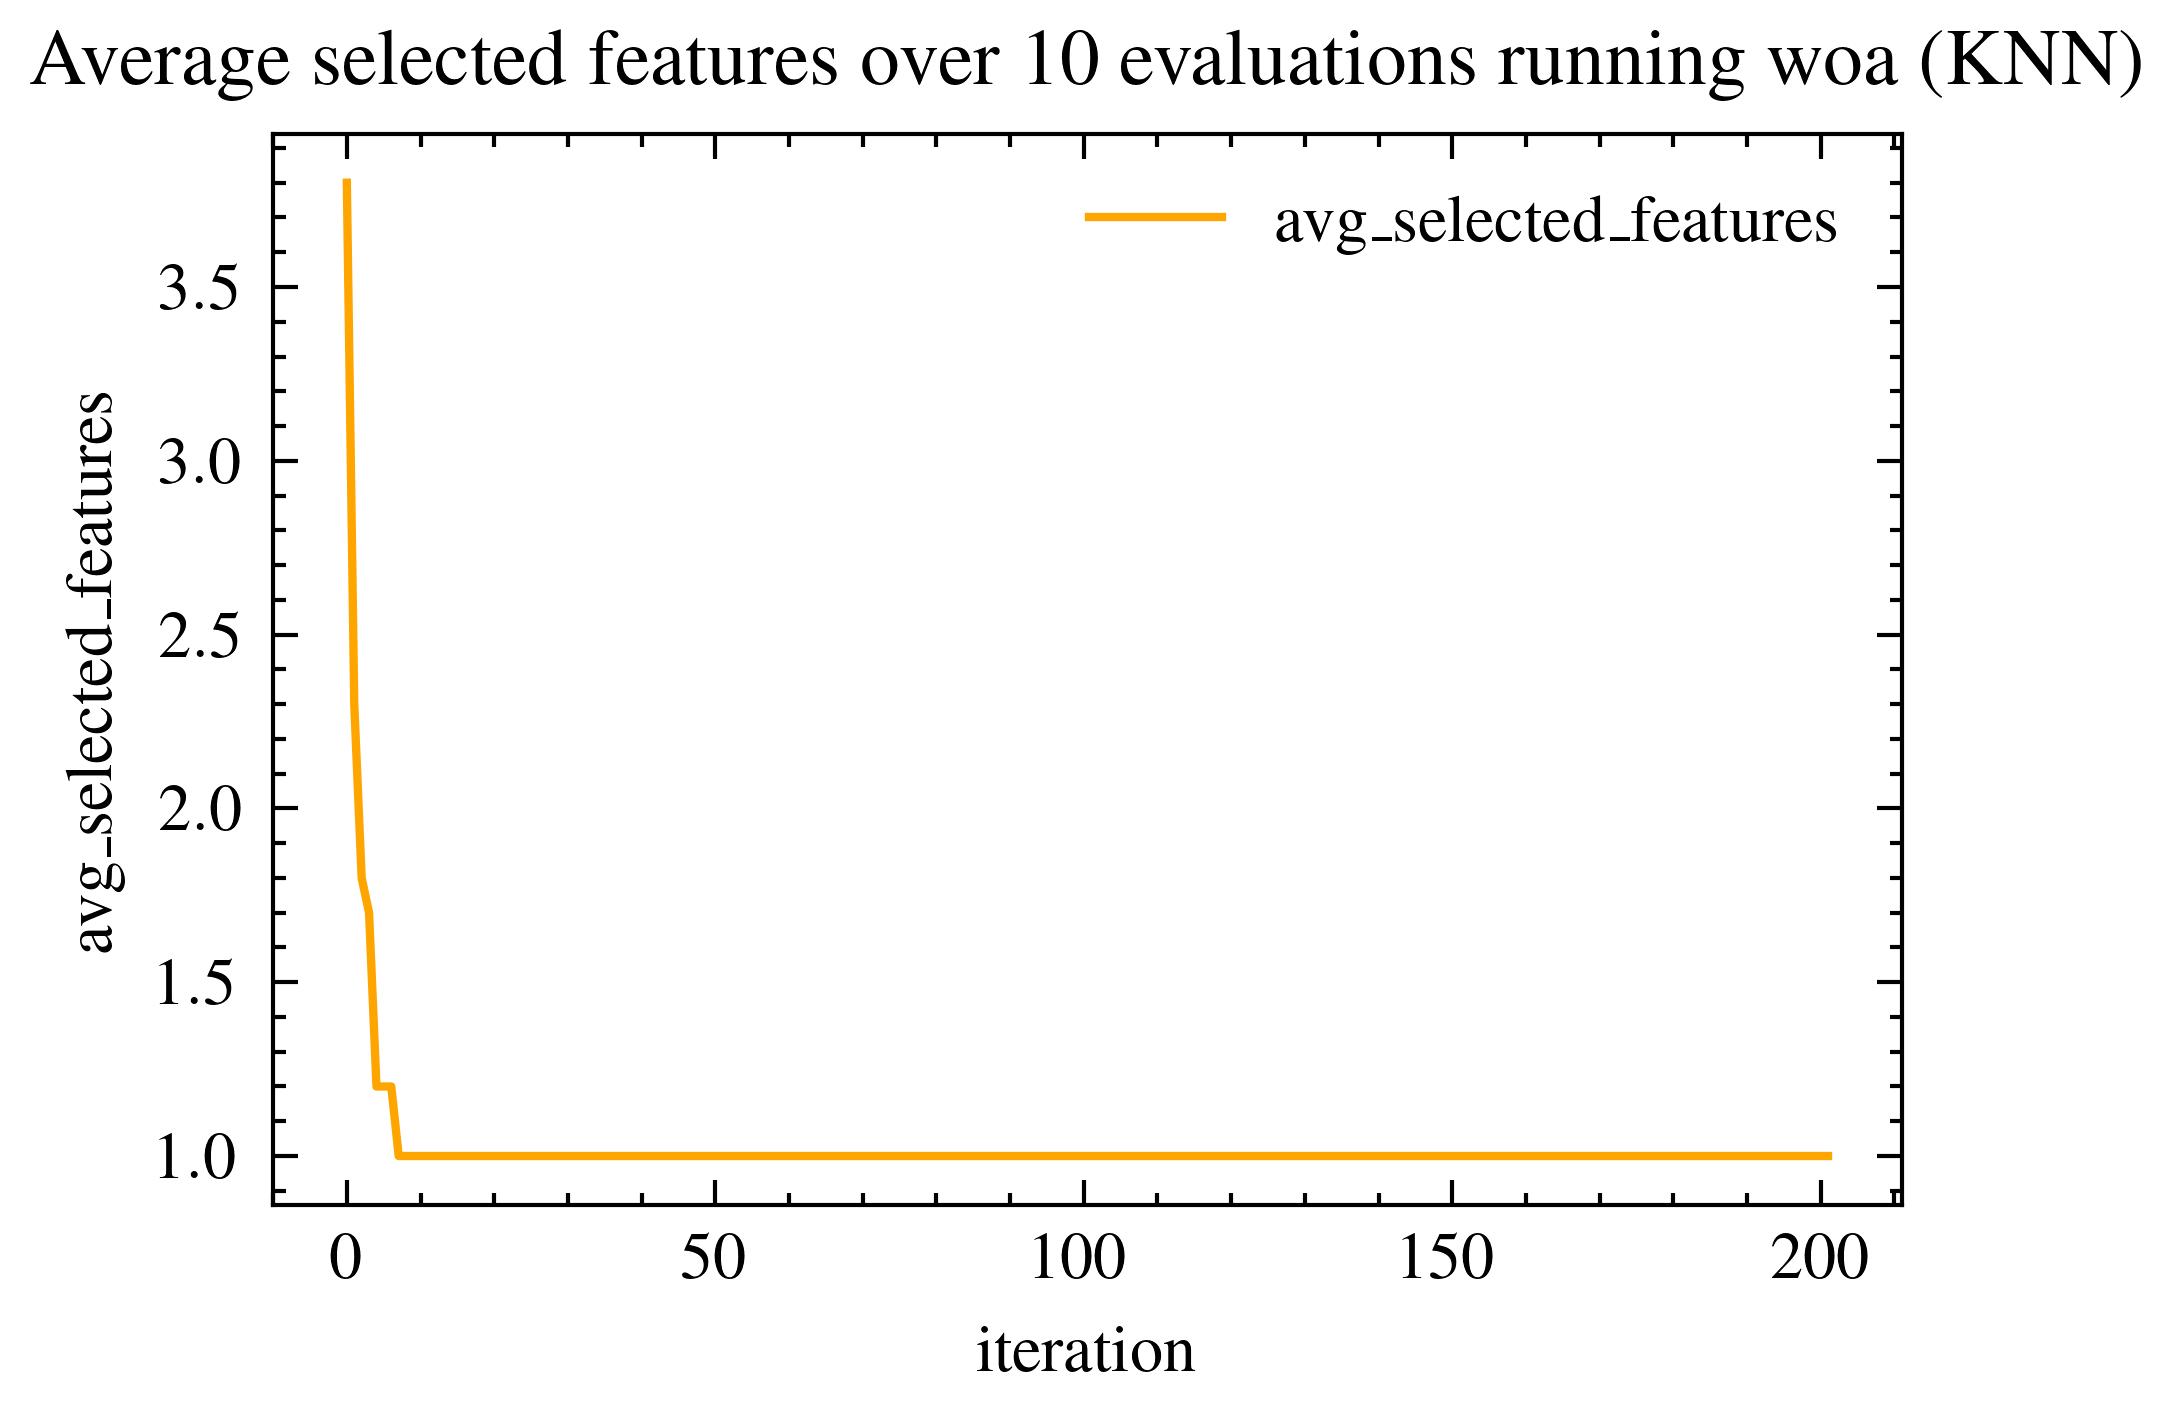 Average selected features over 10 evaluations running woa (KNN)
avg_selected_features
avg_selected_features
3.5
3.0
2.5
2.0
1.5
1.0
0 50 100 150 200
iteration